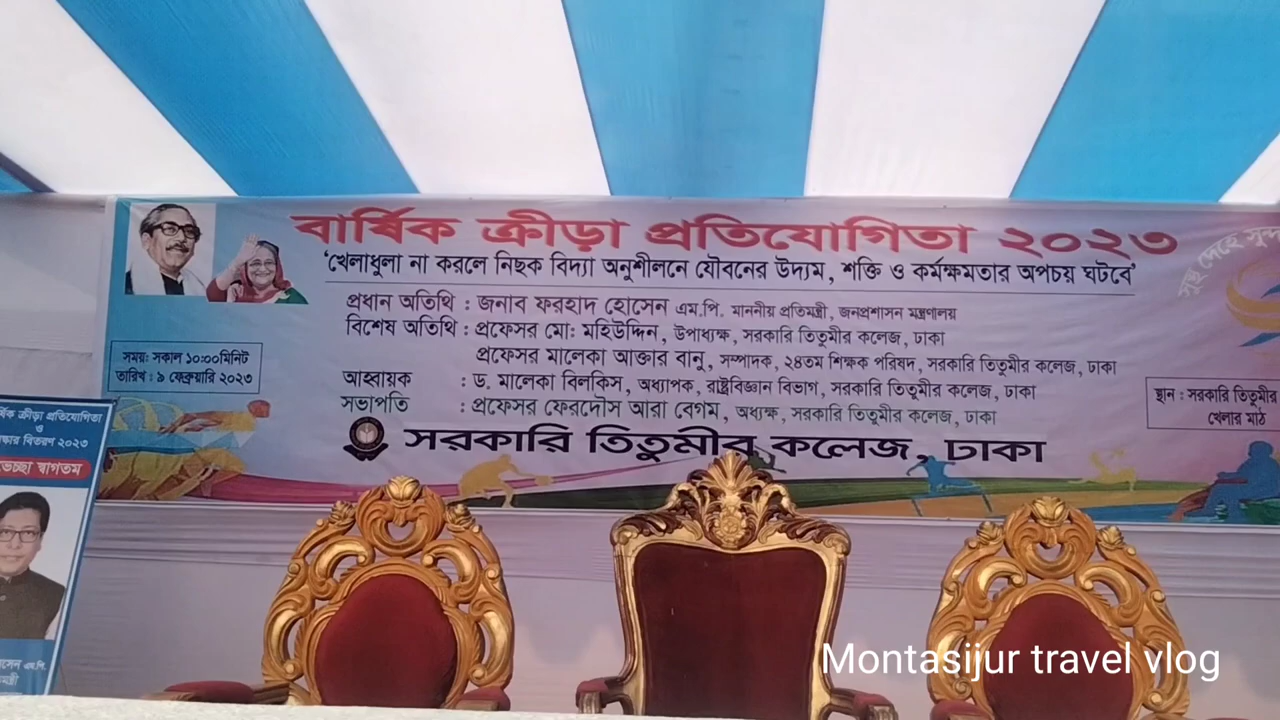 বার্ষিক ক্রীড়া প্রতিযোগিতা ২০২৩
‘খেলাধুলা না করলে নিছক বিদ্যা অনুশীলনে যৌবনের উদ্যম, শক্তি ও কর্মক্ষমতার অপচয় ঘটবে’
প্রধান অতিথি : জনাব ফরহাদ হোসেন এম.পি. মাননীয় প্রতিমন্ত্রী, জনপ্রশাসন মন্ত্রণালয়
বিশেষ অতিথি : প্রফেসর মো: মহিউদ্দিন, উপাধ্যক্ষ, সরকারি তিতুমীর কলেজ, ঢাকা
প্রফেসর মালেকা আক্তার বানু, সম্পাদক, ২৪তম শিক্ষক পরিষদ, সরকারি তিতুমীর কলেজ, ঢাকা
আহ্বায়ক : ড. মালেকা বিলকিস, অধ্যাপক, রাষ্ট্রবিজ্ঞান বিভাগ, সরকারি তিতুমীর কলেজ, ঢাকা
সভাপতি : প্রফেসর ফেরদৌস আরা বেগম, অধ্যক্ষ, সরকারি তিতুমীর কলেজ, ঢাকা
সরকারি তিতুমীর কলেজ, ঢাকা
সময়: সকাল ১০:০০মিনিট
তারিখ : ৯ ফেব্রুয়ারি ২০২৩
সুস্থ দেহে সুন্দ
স্থান : সরকারি তিতুমীর
খেলার মাঠ
র্ষিক ক্রীড়া প্রতিযোগিতা
ও
স্কার বিতরণ ২০২৩
ভেচ্ছা স্বাগতম
সেন এম.পি.
মন্ত্রী
Montasijur travel vlog